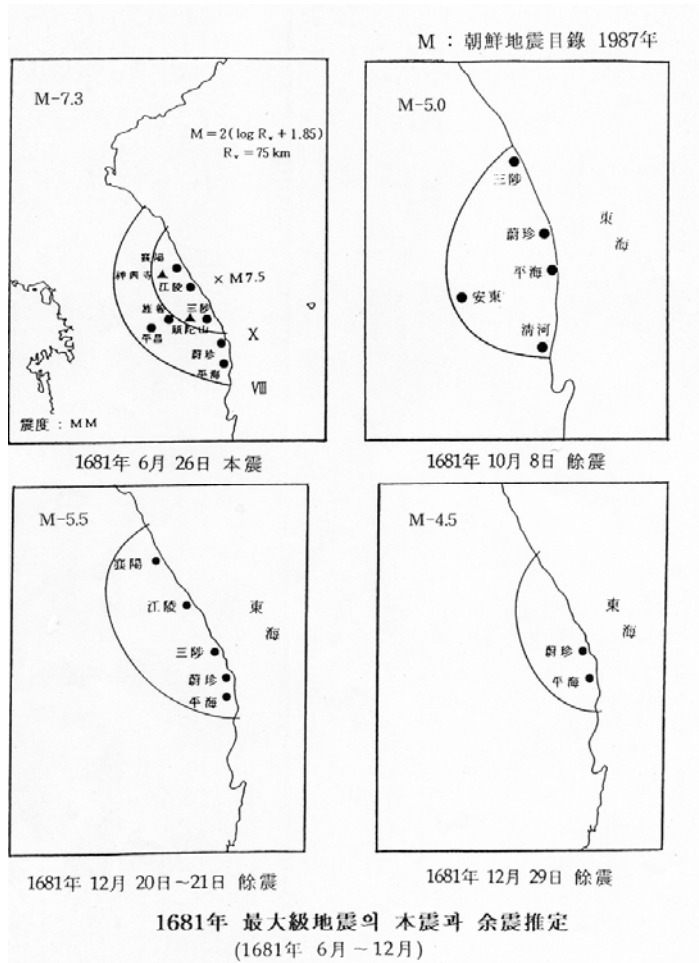 M : 朝鮮地震目錄 1987年
M-7.3
M=2(log Rᵥ + 1.85)
Rᵥ = 75 km
襄陽
神興寺
江陵
× M7.5
旌善
三陟
頭陀山
平昌
X
蔚珍
平海
VIII
震度 : MM
1681年 6月 26日 本震
M-5.0
三陟
東
海
蔚珍
平海
安東
淸河
1681年 10月 8日 餘震
M-5.5
襄陽
東
海
江陵
三陟
蔚珍
平海
1681年 12月 20日~21日 餘震
M-4.5
東
海
蔚珍
平海
1681年 12月 29日 餘震
1681年 最大級地震의 本震과 余震推定
(1681年 6月 ~ 12月)